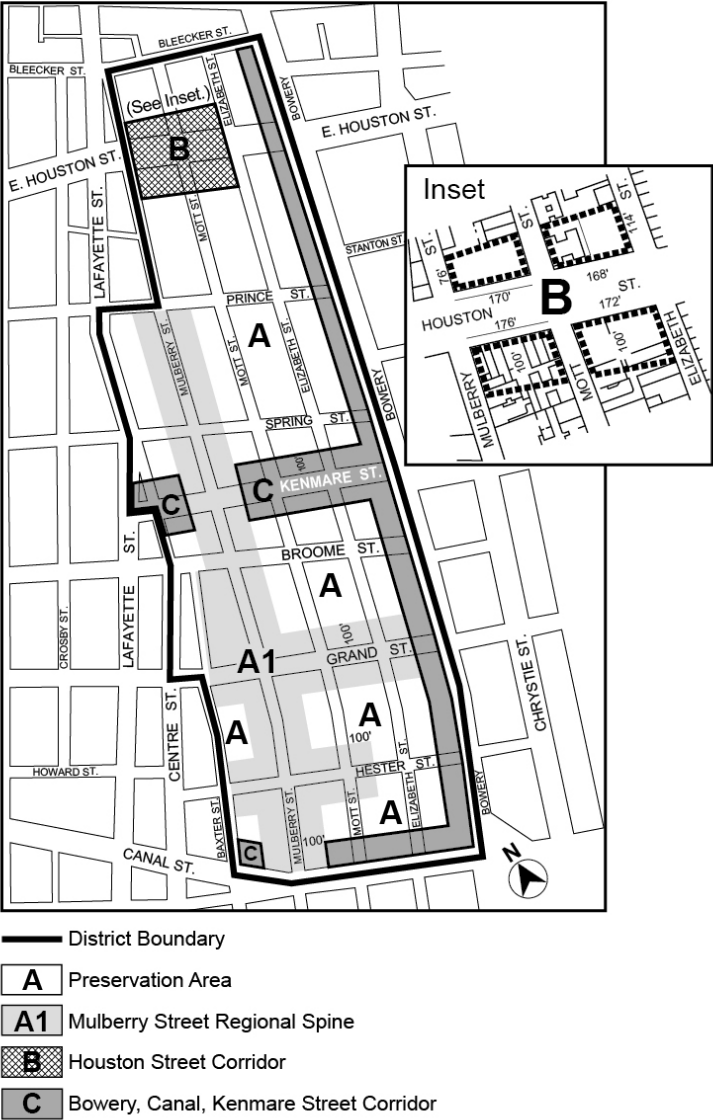 BLEECKER ST.
BLEECKER ST.
ELIZABETH ST.
BOWERY
(See Inset.)
B
E. HOUSTON ST.
E. HOUSTON ST.
LAFAYETTE ST.
MOTT ST.
STANTON ST.
PRINCE ST.
A
MULBERRY ST.
MOTT ST.
ELIZABETH ST.
BOWERY
SPRING ST.
100'
C
C
KENMARE ST.
BROOME ST.
A
ST.
LAFAYETTE
CROSBY ST.
100'
A1
GRAND ST.
CHRYSTIE ST.
A
A
100'
CENTRE ST.
HOWARD ST.
HESTER ST.
ST.
ELIZABETH
MOTT ST.
MULBERRY ST.
BAXTER ST.
A
BOWERY
100'
C
CANAL ST.
N
Inset
ST.
ST.
ST.
76'
114'
170'
168'
HOUSTON
B
ST.
176'
172'
100'
100'
MULBERRY
MOTT
ELIZABETH
District Boundary
A Preservation Area
A1 Mulberry Street Regional Spine
B Houston Street Corridor
C Bowery, Canal, Kenmare Street Corridor